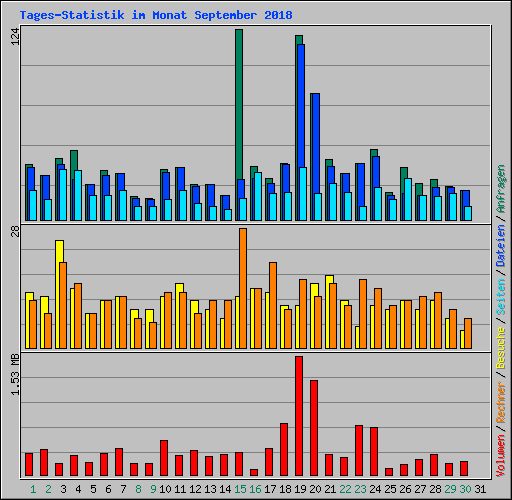 Tages-Statistik im Monat September 2018
124
28
1.53 MB
Volumen / Rechner / Besuche / Seiten / Dateien / Anfragen
1 2 3 4 5 6 7 8 9 10 11 12 13 14 15 16 17 18 19 20 21 22 23 24 25 26 27 28 29 30 31